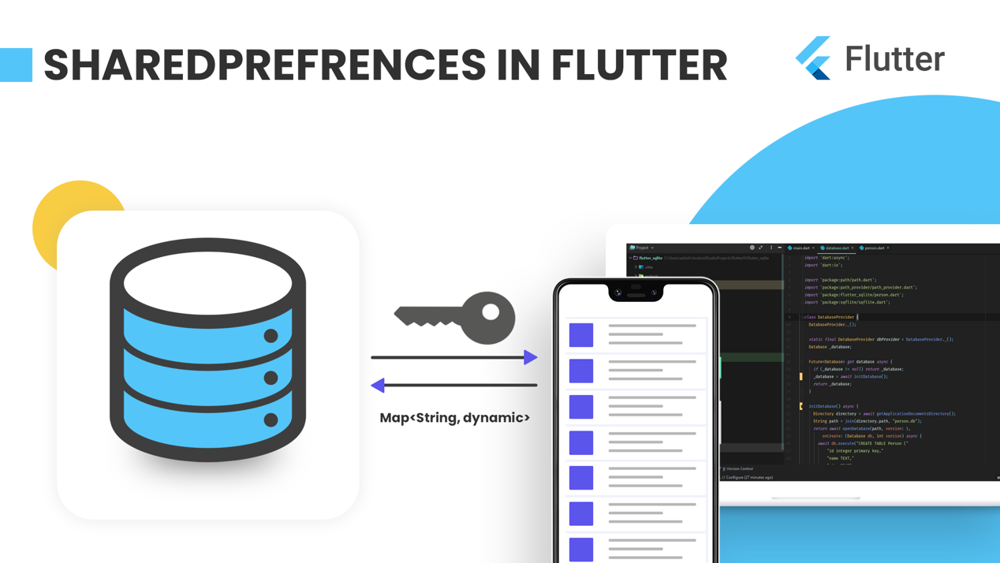 SHAREDPREFRENCES IN FLUTTER
Flutter
Map<String, dynamic>
Project
main.dart
database.dart
person.dart
flutter_sqlite
.idea
import 'dart:async';
import 'dart:io';
import 'package:path/path.dart';
import 'package:path_provider/path_provider.dart';
import 'package:flutter_sqlite/person.dart';
import 'package:sqflite/sqflite.dart';
class DatabaseProvider {
DatabaseProvider._();
static final DatabaseProvider dbProvider = DatabaseProvider._();
Database _database;
Future<Database> get database async {
if (_database != null) return _database;
_database = await initDatabase();
return _database;
}
initDatabase() async {
Directory directory = await getApplicationDocumentsDirectory();
String path = join(directory.path, "person.db");
return await openDatabase(path, version: 1,
onCreate: (Database db, int version) async {
await db.execute("CREATE TABLE Person ("
"id integer primary key,"
"name TEXT,"
9: Version Control
// Configure (27 minutes ago)